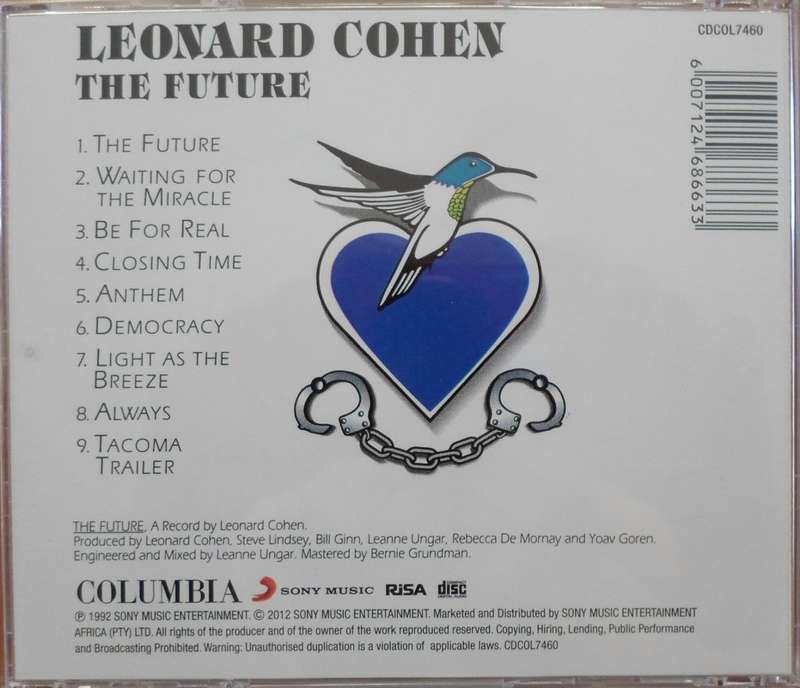 LEONARD COHEN
THE FUTURE
CDCOL7460
6007124686633
1. THE FUTURE
2. WAITING FOR
THE MIRACLE
3. BE FOR REAL
4. CLOSING TIME
5. ANTHEM
6. DEMOCRACY
7. LIGHT AS THE
BREEZE
8. ALWAYS
9. TACOMA
TRAILER
THE FUTURE, A Record by Leonard Cohen.
Produced by Leonard Cohen, Steve Lindsey, Bill Ginn, Leanne Ungar, Rebecca De Mornay and Yoav Goren.
Engineered and Mixed by Leanne Ungar. Mastered by Bernie Grundman.
COLUMBIA SONY MUSIC RiSA COMPACT disc DIGITAL AUDIO
℗ 1992 SONY MUSIC ENTERTAINMENT. © 2012 SONY MUSIC ENTERTAINMENT. Marketed and Distributed by SONY MUSIC ENTERTAINMENT
AFRICA (PTY) LTD. All rights of the producer and of the owner of the work reproduced reserved. Copying, Hiring, Lending, Public Performance
and Broadcasting Prohibited. Warning: Unauthorised duplication is a violation of applicable laws. CDCOL7460